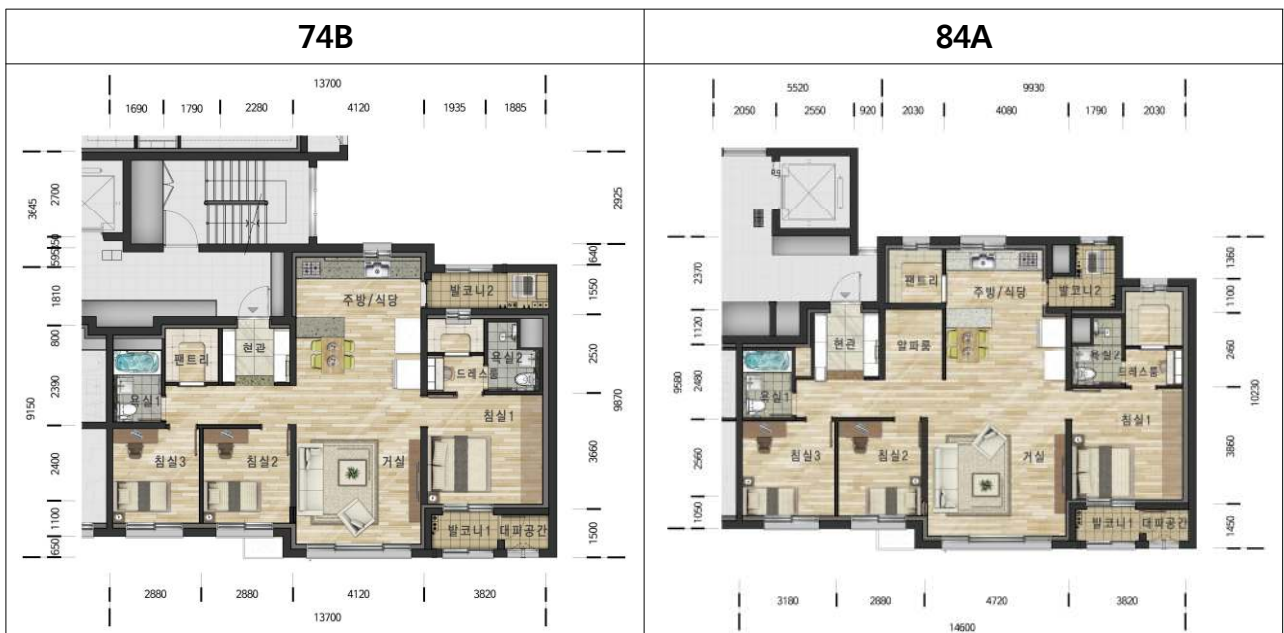 74B
84A
13700
1690 1790 2280 4120 1935 1885
5520 9930
2050 2550 920 2030 4080 1790 2030
3645
2700
1810
800
2390
9150
2400
1100
650
2925
640
1550
2520
9870
3660
1500
주방/식당
발코니2
팬트리
현관
욕실2
드레스룸
욕실1
침실1
침실3
침실2
거실
발코니1
대피공간
2880 2880 4120 3820
13700
2370
1120
9580
2480
2560
1050
1360
1100
2460
10230
3860
1450
팬트리
주방/식당
발코니2
현관
알파룸
욕실2
드레스룸
욕실1
침실1
침실3
침실2
거실
발코니1
대피공간
3180 2880 4720 3820
14600